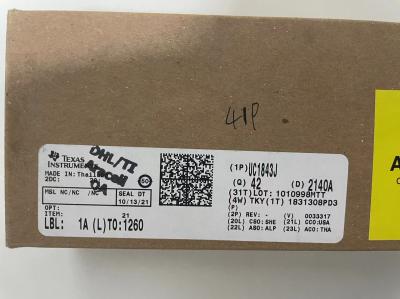 41P
TEXAS
INSTRUMENTS
MADE IN: Thailand
2DC:
DHL/TI
OA
MSL NC/NC NC
SEAL DT
10/13/21
OPT:
ITEM:
21
LBL: 1A (L)TO:1260
(1P) UC1843J
(Q) 42 (D) 2140A
(31T)LOT: 1010998MTT
(4W) TKY(1T) 1831308PD3
(P)
(2P) REV: - (V) 0033317
(20L) CSO:SHE (21L) CCO:USA
(22L) ASO:ALP (23L) ACO:THA
A